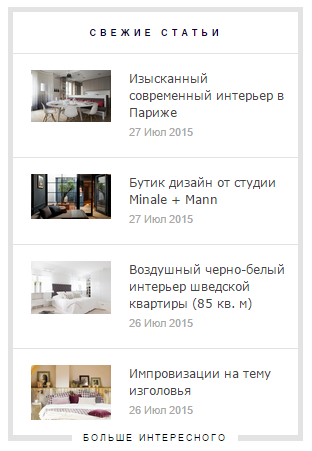 СВЕЖИЕ СТАТЬИ
Изысканный
современный интерьер в
Париже
27 Июл 2015
Бутик дизайн от студии
Minale + Mann
27 Июл 2015
Воздушный черно-белый
интерьер шведской
квартиры (85 кв. м)
26 Июл 2015
Импровизации на тему
изголовья
26 Июл 2015
БОЛЬШЕ ИНТЕРЕСНОГО